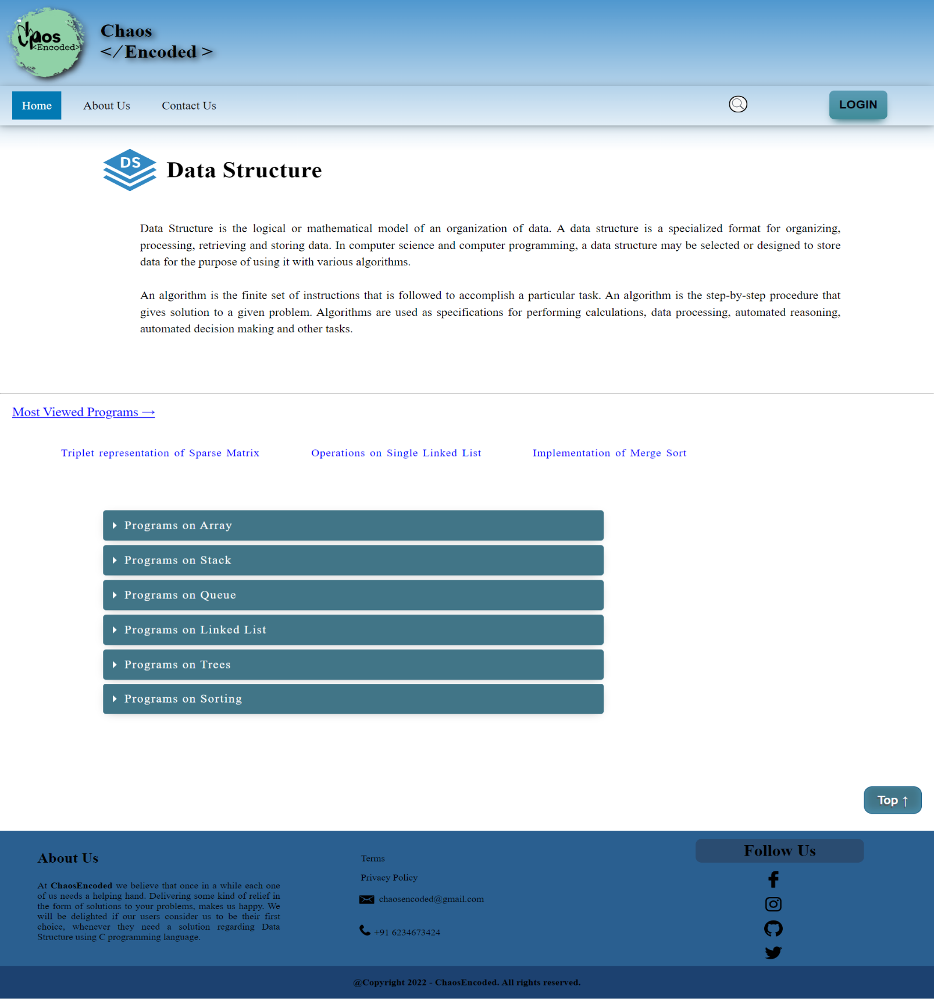 Chaos
<Encoded>
Chaos
</Encoded >
Home
About Us
Contact Us
LOGIN
DS
Data Structure
Data Structure is the logical or mathematical model of an organization of data. A data structure is a specialized format for organizing,
processing, retrieving and storing data. In computer science and computer programming, a data structure may be selected or designed to store
data for the purpose of using it with various algorithms.
An algorithm is the finite set of instructions that is followed to accomplish a particular task. An algorithm is the step-by-step procedure that
gives solution to a given problem. Algorithms are used as specifications for performing calculations, data processing, automated reasoning,
automated decision making and other tasks.
Most Viewed Programs →
Triplet representation of Sparse Matrix
Operations on Single Linked List
Implementation of Merge Sort
Programs on Array
Programs on Stack
Programs on Queue
Programs on Linked List
Programs on Trees
Programs on Sorting
Top ↑
About Us
At ChaosEncoded we believe that once in a while each one
of us needs a helping hand. Delivering some kind of relief in
the form of solutions to your problems, makes us happy. We
will be delighted if our users consider us to be their first
choice, whenever they need a solution regarding Data
Structure using C programming language.
Terms
Privacy Policy
chaosencoded@gmail.com
+91 6234673424
Follow Us
@Copyright 2022 - ChaosEncoded. All rights reserved.